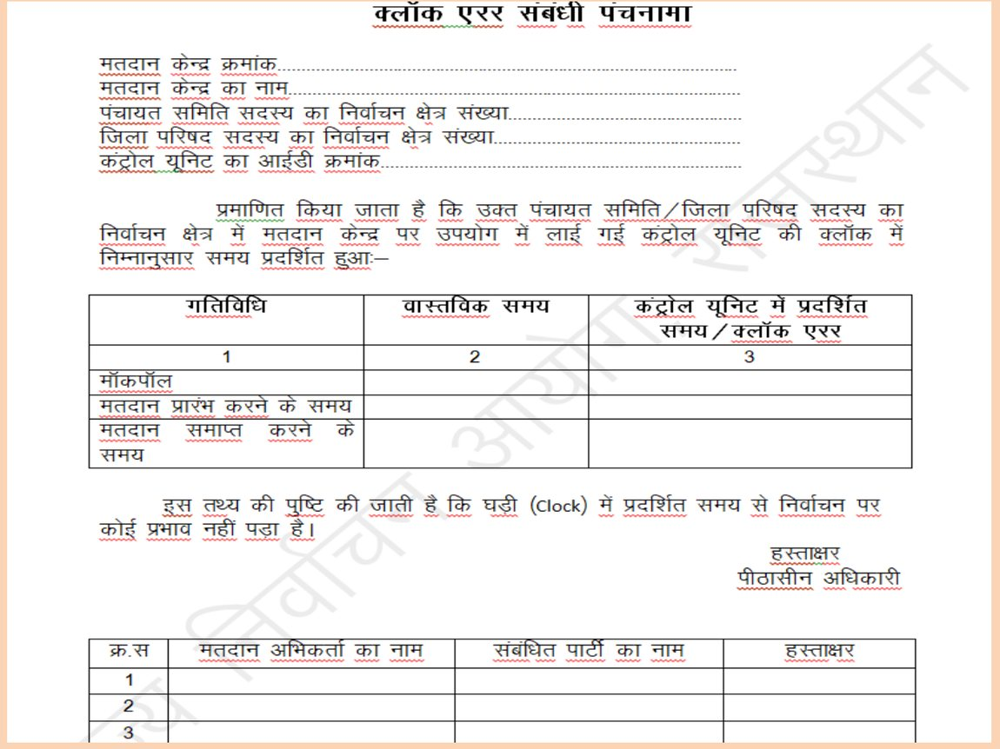 क्लॉक एरर संबंधी पंचनामा
मतदान केन्द्र क्रमांक
मतदान केन्द्र का नाम
पंचायत समिति सदस्य का निर्वाचन क्षेत्र संख्या
जिला परिषद सदस्य का निर्वाचन क्षेत्र संख्या
कंट्रोल यूनिट का आईडी क्रमांक
प्रमाणित किया जाता है कि उक्त पंचायत समिति/जिला परिषद सदस्य का
निर्वाचन क्षेत्र में मतदान केन्द्र पर उपयोग में लाई गई कंट्रोल यूनिट की क्लॉक में
निम्नानुसार समय प्रदर्शित हुआः–
गतिविधि वास्तविक समय कंट्रोल यूनिट में प्रदर्शित
समय/क्लॉक एरर
1 2 3
मॉकपॉल
मतदान प्रारंभ करने के समय
मतदान समाप्त करने के
समय
इस तथ्य की पुष्टि की जाती है कि घड़ी (Clock) में प्रदर्शित समय से निर्वाचन पर
कोई प्रभाव नहीं पड़ा है।
हस्ताक्षर
पीठासीन अधिकारी
क्र.स मतदान अभिकर्ता का नाम संबंधित पार्टी का नाम हस्ताक्षर
1
2
3
निर्वाचन आयोग राजस्थान